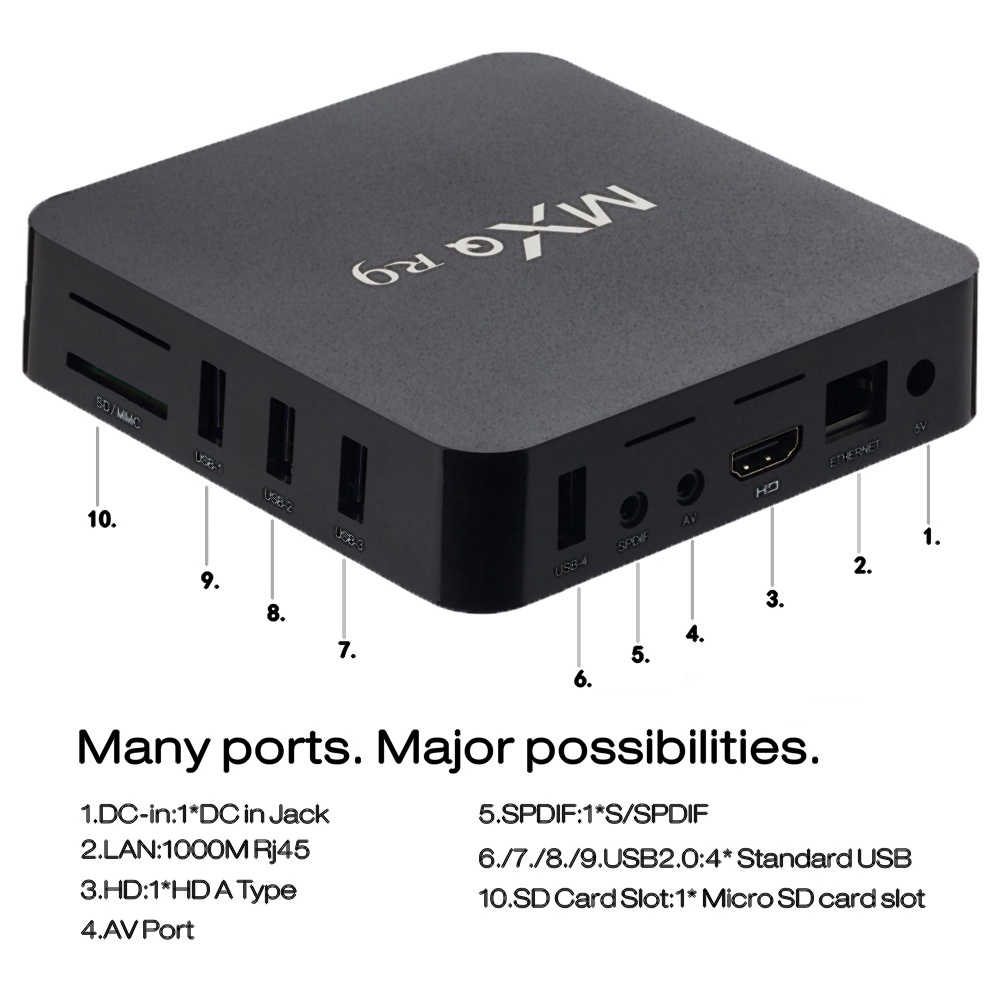 MXQ R9
SD/MMC
USB-1
USB-2
USB-3
USB-4
SPDIF
AV
HD
ETHERNET
5V
10.
9.
8.
7.
6.
5.
4.
3.
2.
1.
Many ports. Major possibilities.
1.DC-in:1*DC in Jack
2.LAN:1000M Rj45
3.HD:1*HD A Type
4.AV Port
5.SPDIF:1*S/SPDIF
6./7./8./9.USB2.0:4* Standard USB
10.SD Card Slot:1* Micro SD card slot